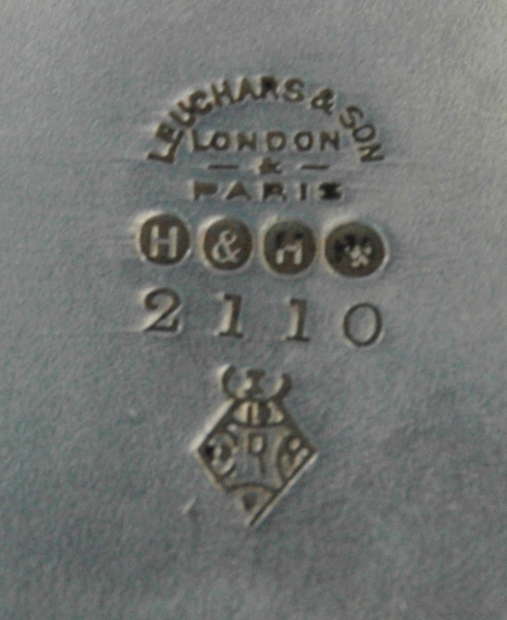 LEUCHARS & SON
LONDON
— & —
PARIS
H & H
2110